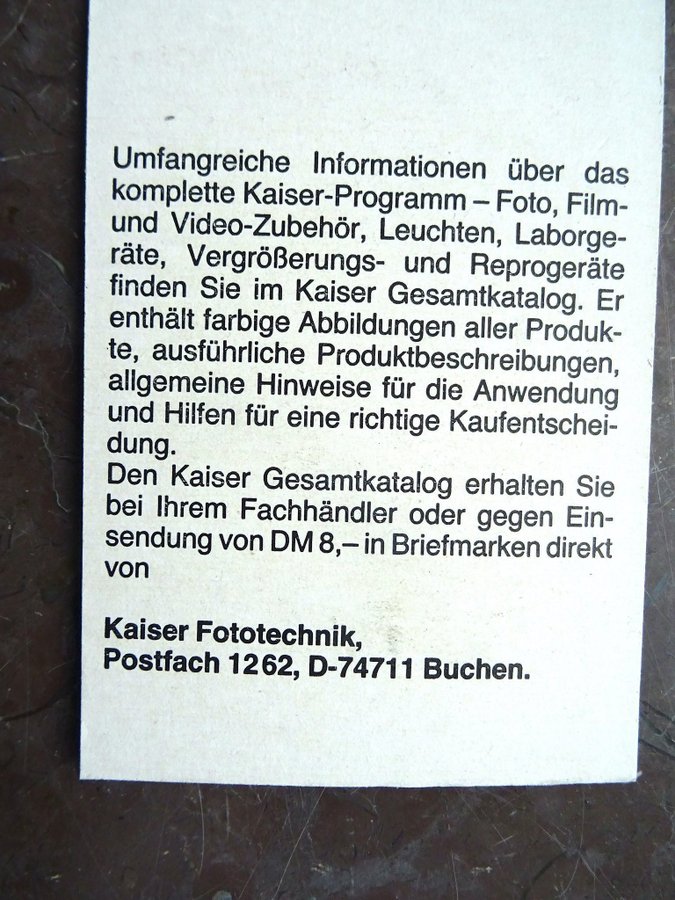 Umfangreiche Informationen über das
komplette Kaiser-Programm – Foto, Film-
und Video-Zubehör, Leuchten, Laborge-
räte, Vergrößerungs- und Reprogeräte
finden Sie im Kaiser Gesamtkatalog. Er
enthält farbige Abbildungen aller Produk-
te, ausführliche Produktbeschreibungen,
allgemeine Hinweise für die Anwendung
und Hilfen für eine richtige Kaufentschei-
dung.
Den Kaiser Gesamtkatalog erhalten Sie
bei Ihrem Fachhändler oder gegen Ein-
sendung von DM 8,– in Briefmarken direkt
von
Kaiser Fototechnik,
Postfach 1262, D-74711 Buchen.